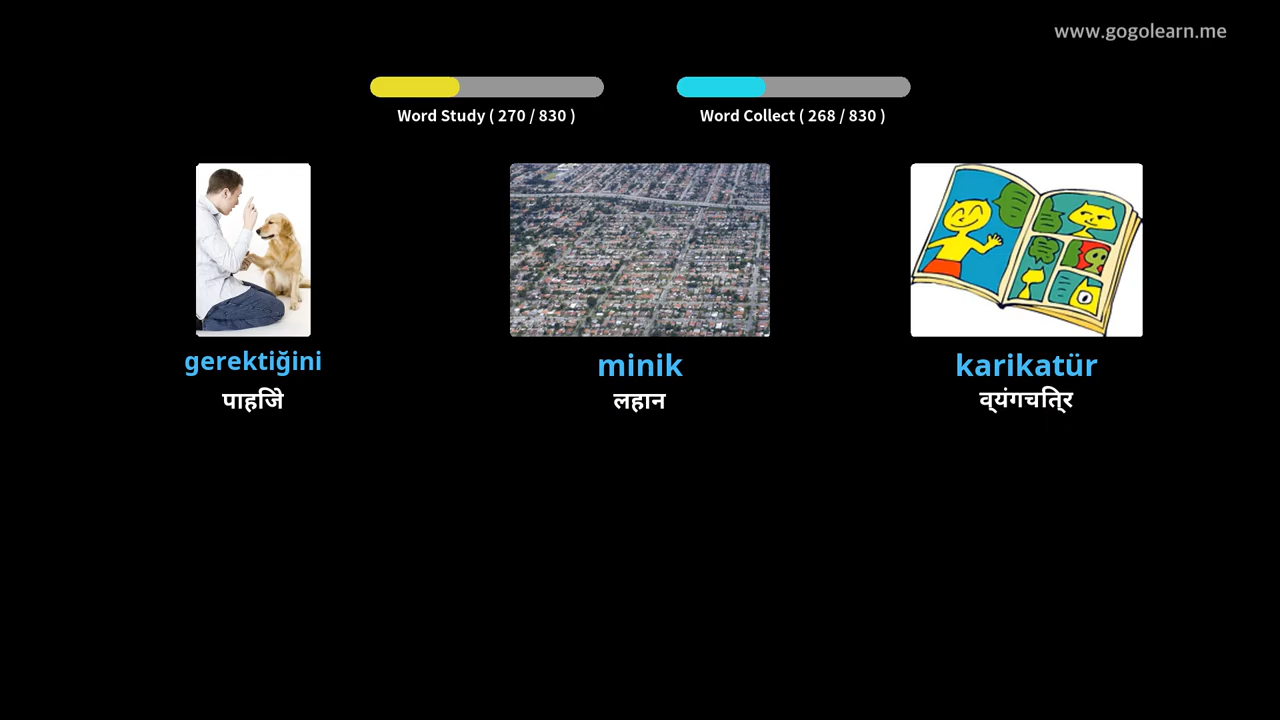 www.gogolearn.me
Word Study ( 270 / 830 )
Word Collect ( 268 / 830 )
gerektiğini
minik
karikatür
पाहिजे
लहान
व्यंगचित्र